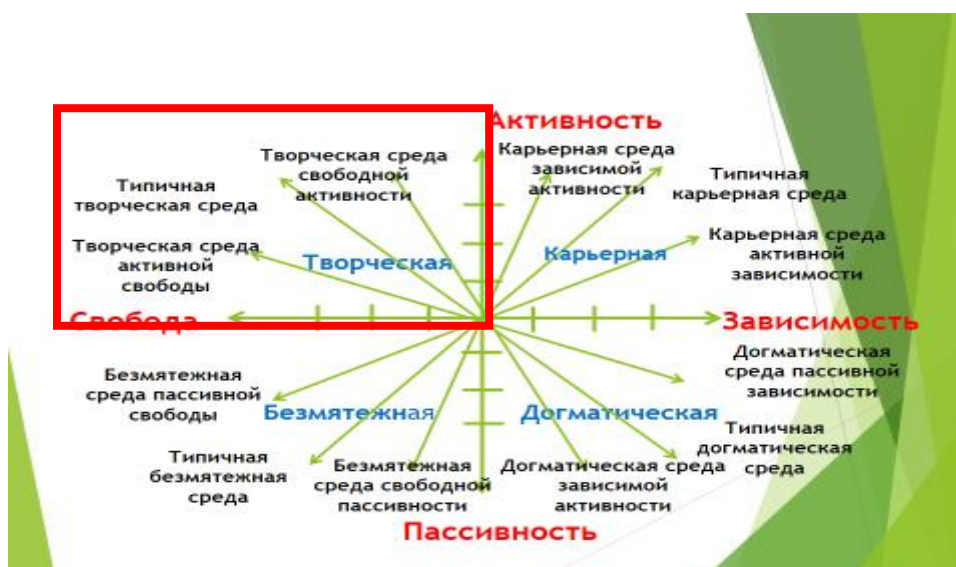 Активность
Творческая среда
свободной
активности
Карьерная среда
зависимой
активности
Типичная
творческая среда
Типичная
карьерная среда
Творческая среда
активной
свободы
Творческая
Карьерная
Карьерная среда
активной
зависимости
Свобода
Зависимость
Безмятежная
среда пассивной
свободы
Безмятежная
Догматическая
Догматическая
среда пассивной
зависимости
Типичная
безмятежная
среда
Безмятежная
среда свободной
пассивности
Догматическая среда
зависимой
активности
Типичная
догматическая
среда
Пассивность